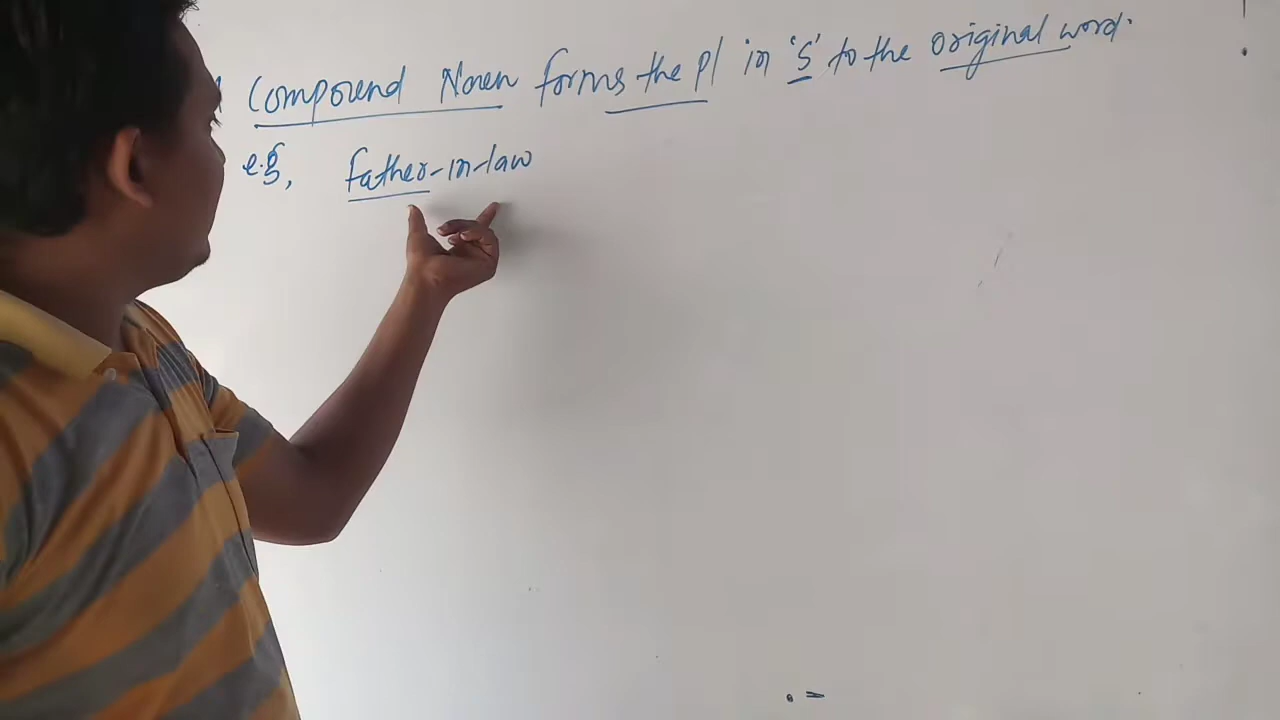 Compound Noun forms the pl in 's' to the original word.
e.g, father-in-law